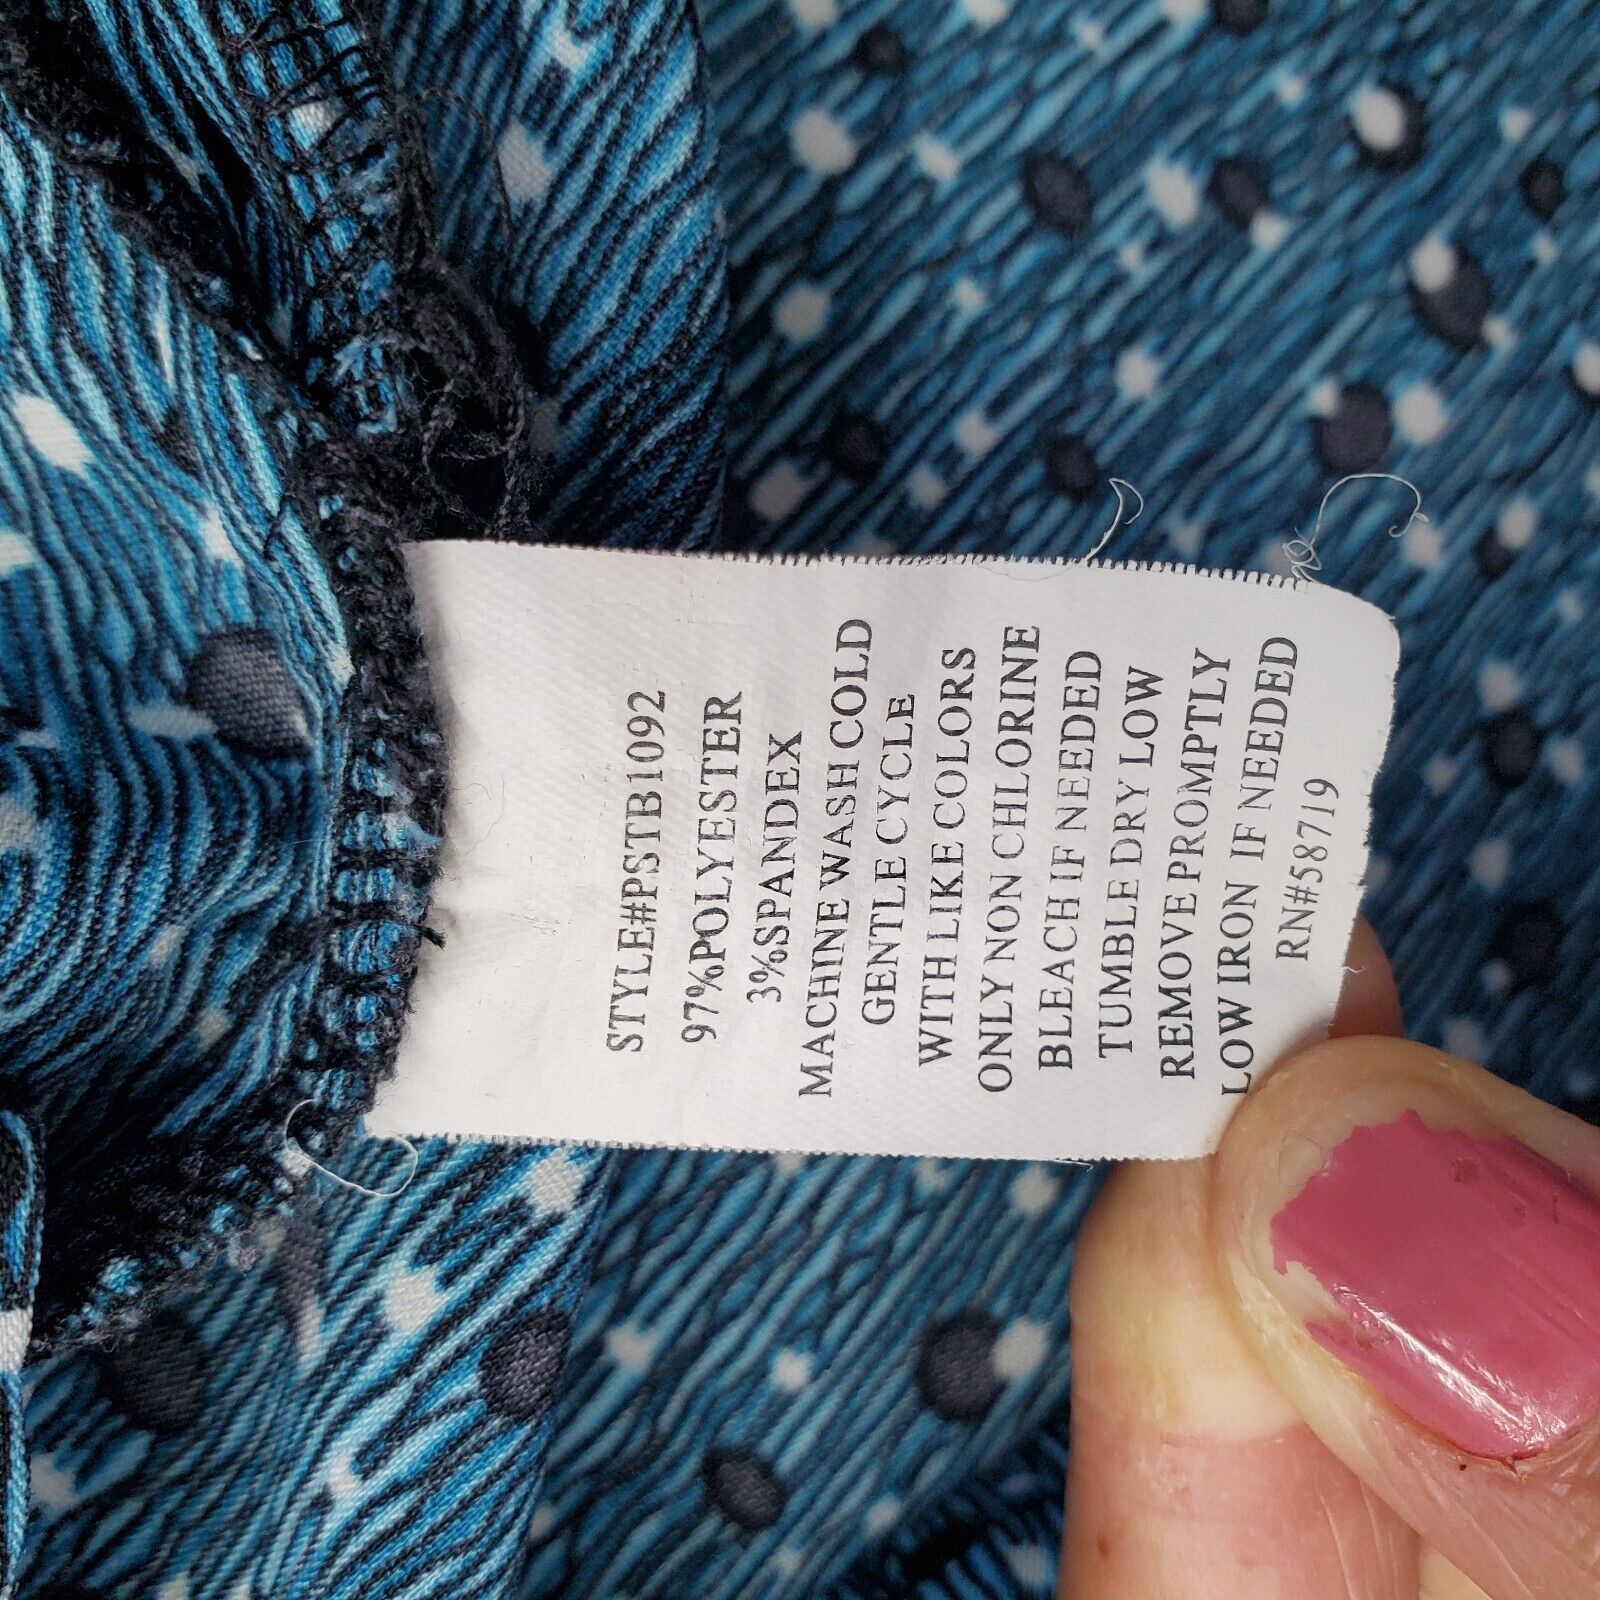 STYLE#PSTB1092
97%POLYESTER
3%SPANDEX
MACHINE WASH COLD
GENTLE CYCLE
WITH LIKE COLORS
ONLY NON CHLORINE
BLEACH IF NEEDED
TUMBLE DRY LOW
REMOVE PROMPTLY
LOW IRON IF NEEDED
RN#58719